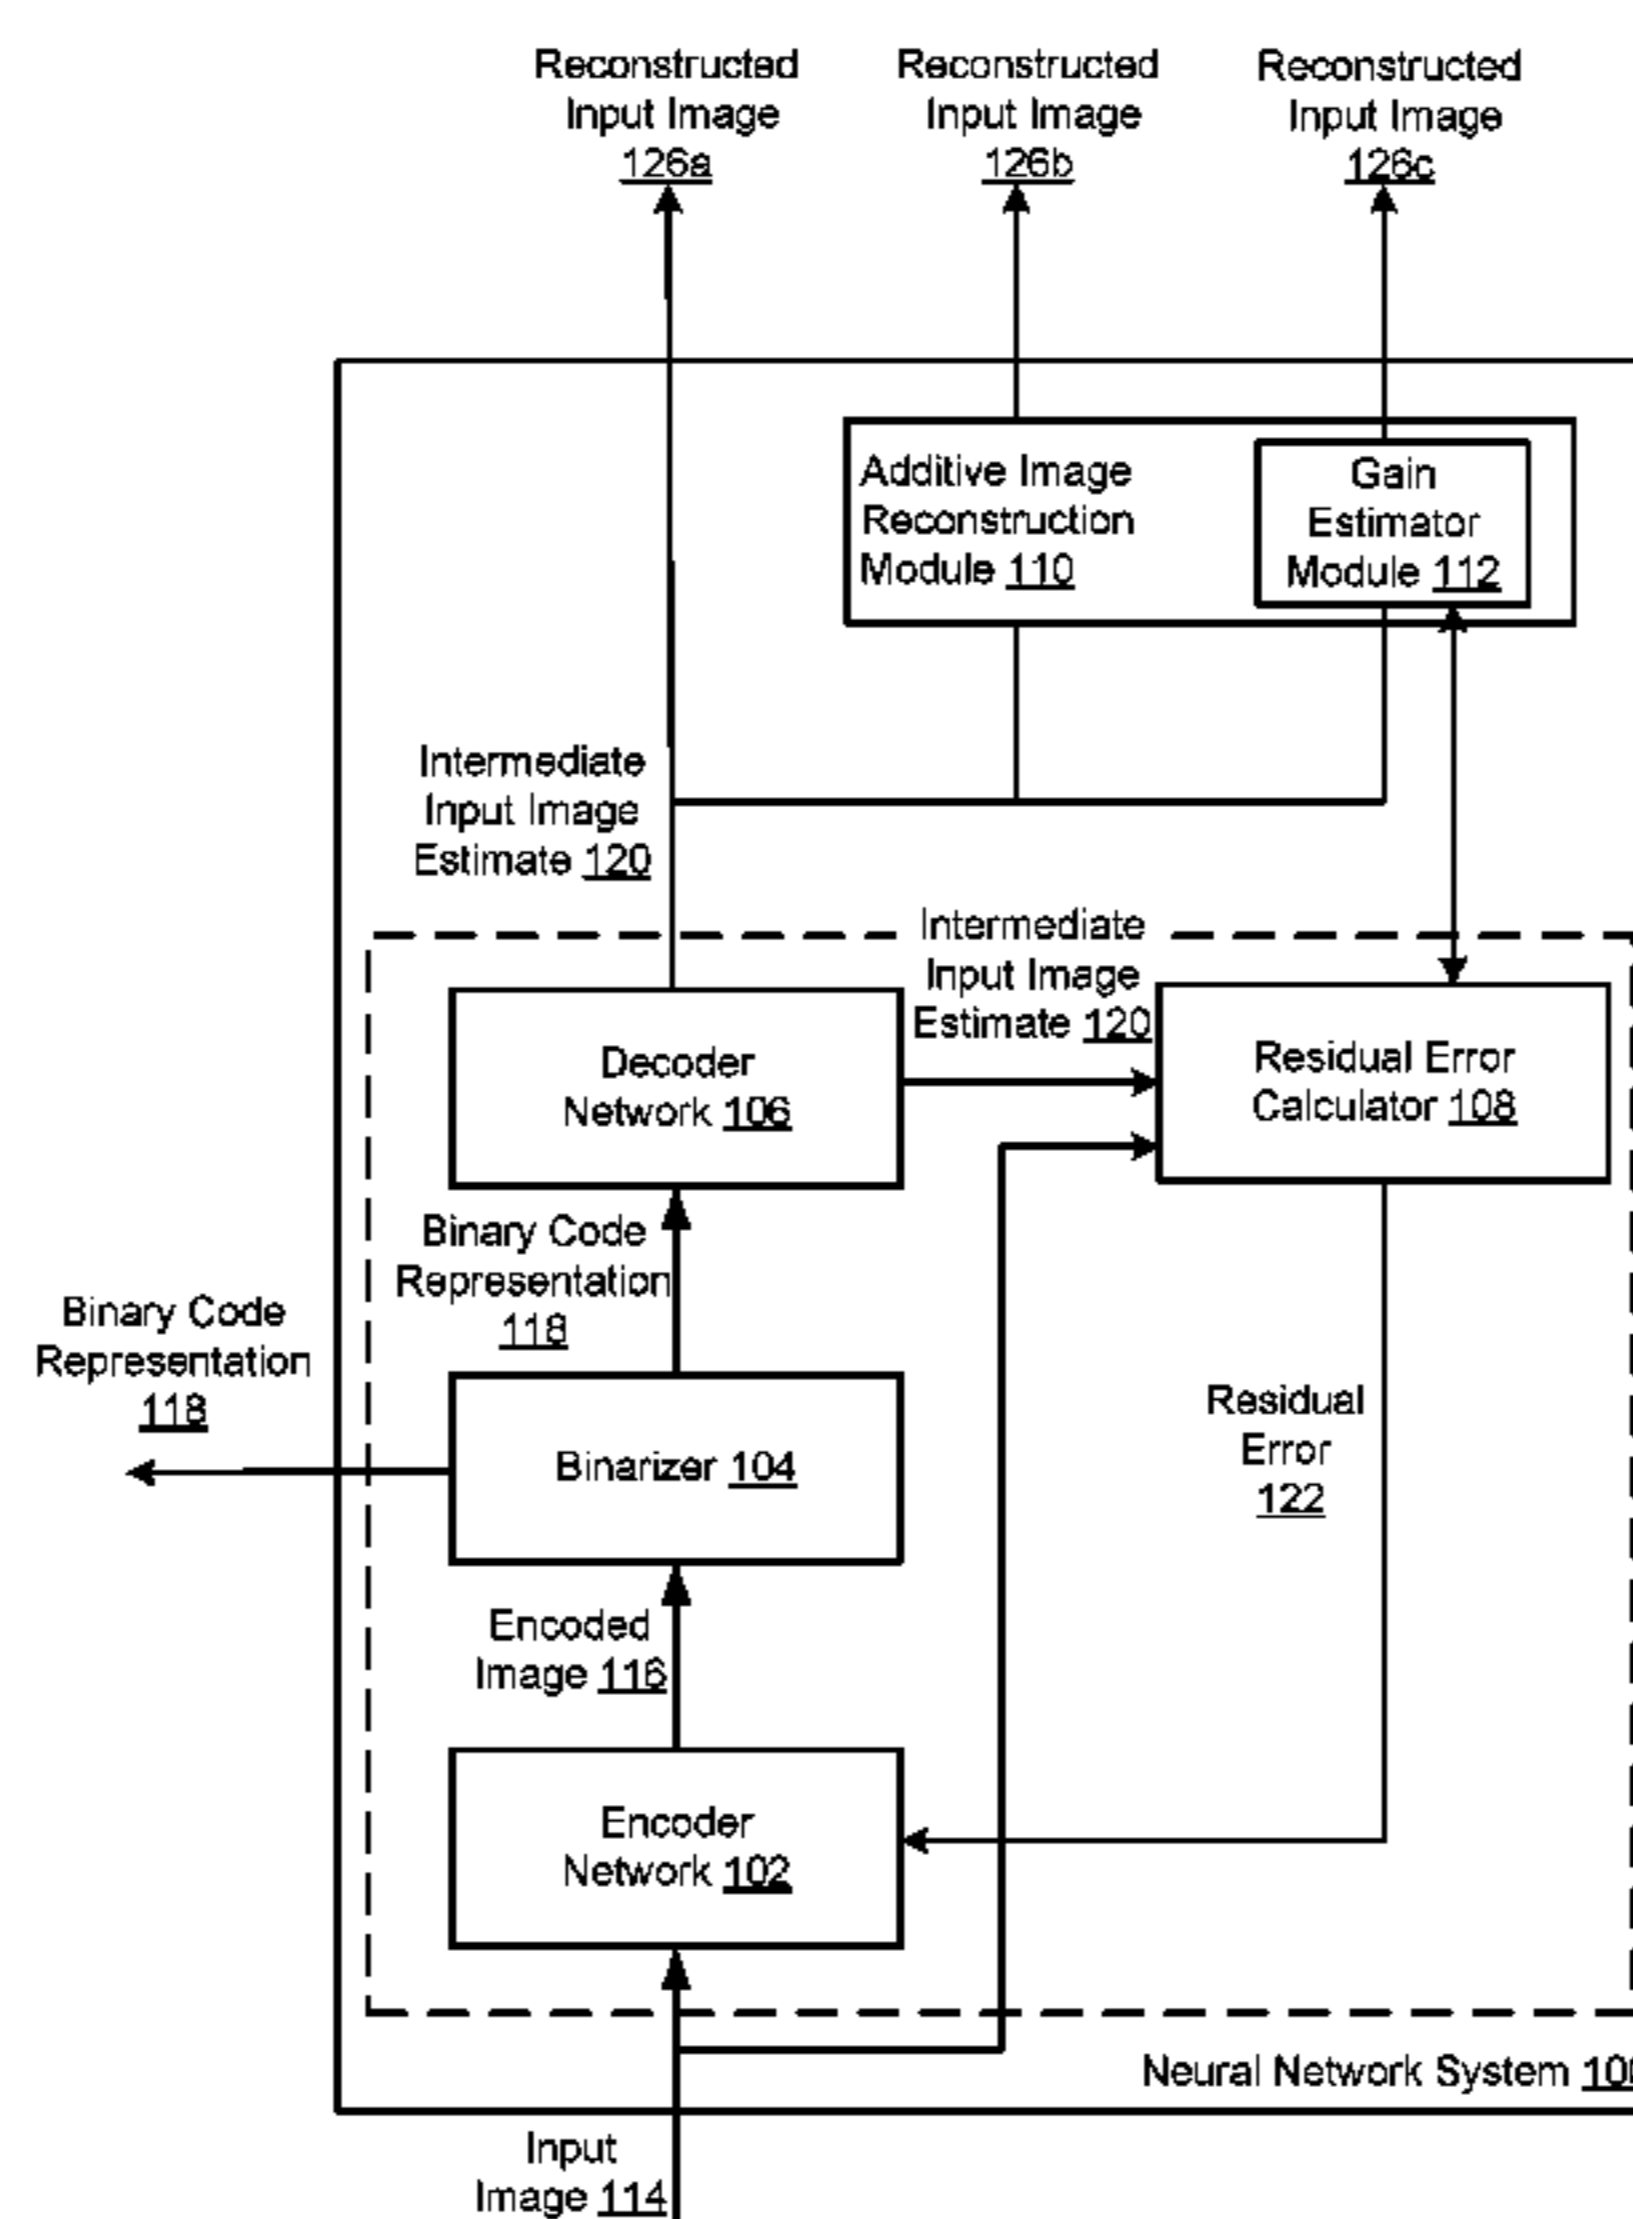 Reconstructed
Input Image
126a
Reconstructed
Input Image
126b
Reconstructed
Input Image
126c
Additive Image
Reconstruction
Module 110
Gain
Estimator
Module 112
Intermediate
Input Image
Estimate 120
Intermediate
Input Image
Estimate 120
Decoder
Network 106
Residual Error
Calculator 108
Binary Code
Representation
118
Binary Code
Representation
118
Binarizer 104
Residual
Error
122
Encoded
Image 116
Encoder
Network 102
Neural Network System
Input
Image 114